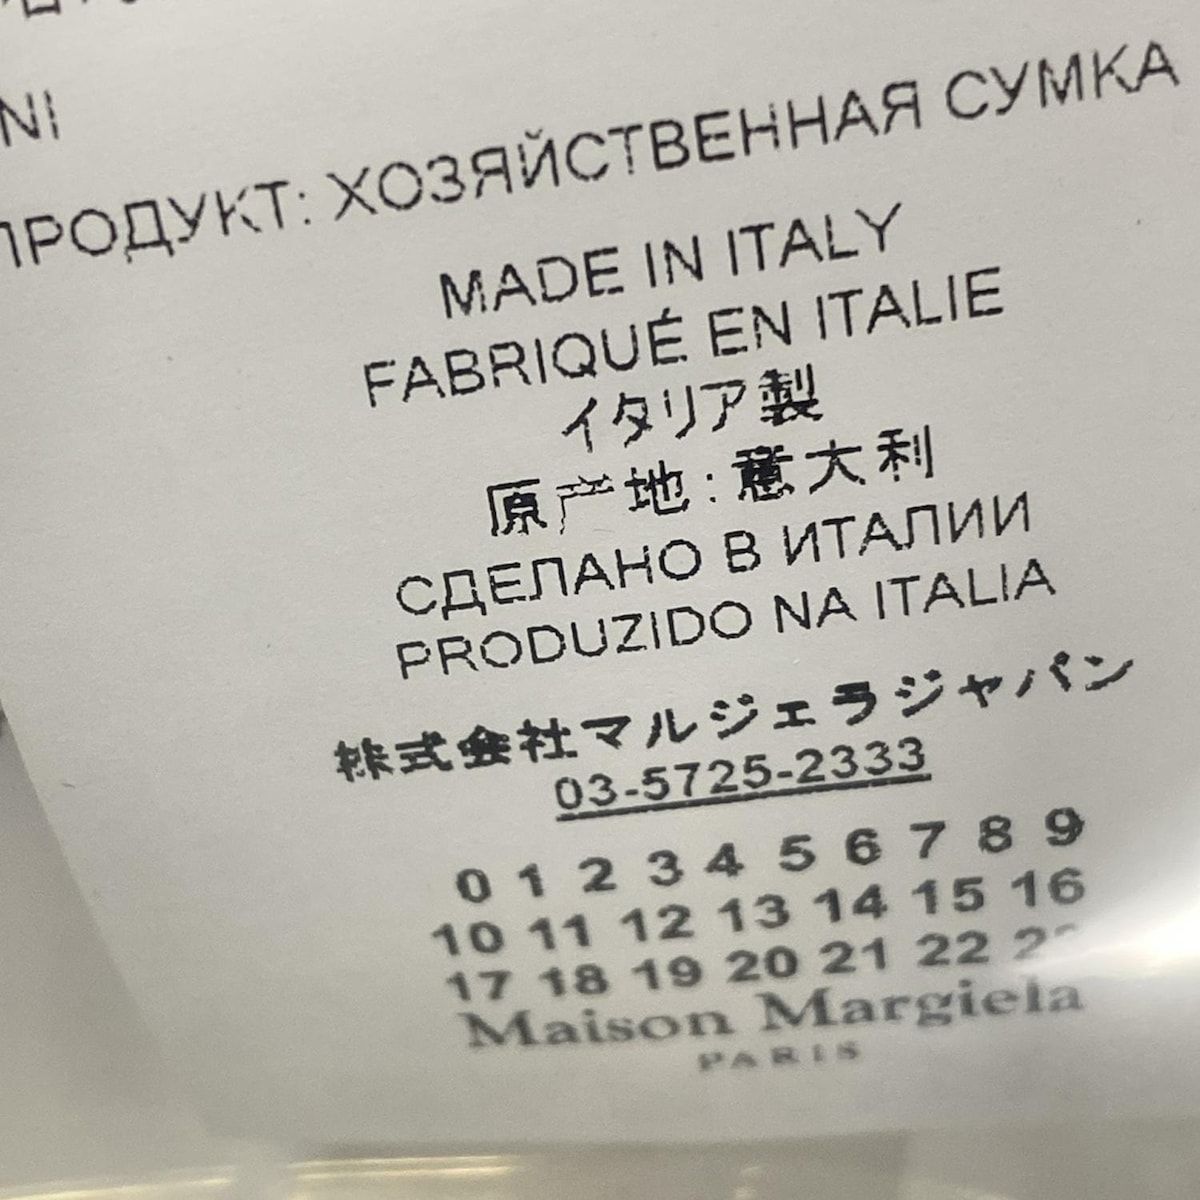 NI
ПРОДУКТ: ХОЗЯЙСТВЕННАЯ СУМКА
MADE IN ITALY
FABRIQUÉ EN ITALIE
イタリア製
原产地:意大利
СДЕЛАНО В ИТАЛИИ
PRODUZIDO NA ITALIA
株式会社マルジェラジャパン
03-5725-2333
0 1 2 3 4 5 6 7 8 9
10 11 12 13 14 15 16
17 18 19 20 21 22 23
Maison Margiela
PARIS